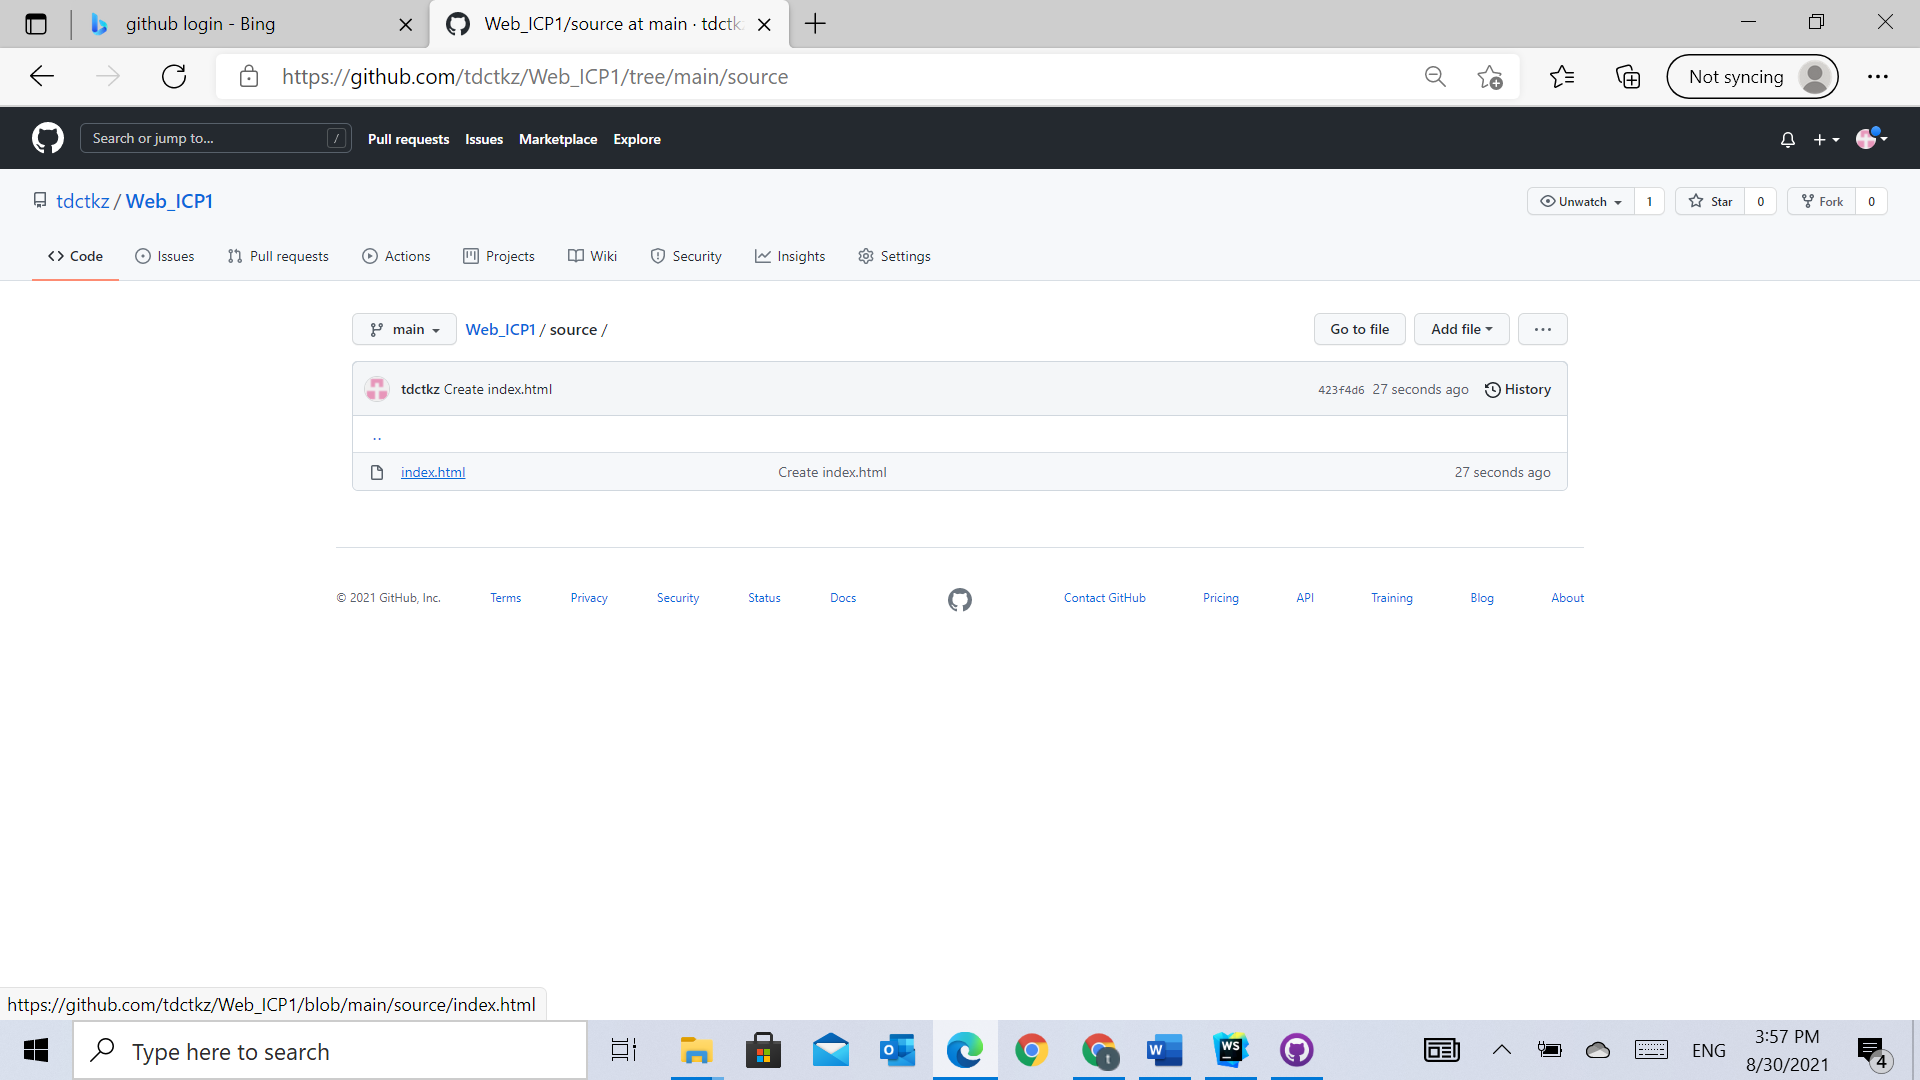 github login - Bing
Web_ICP1/source at main · tdctkz
https://github.com/tdctkz/Web_ICP1/tree/main/source
Not syncing
Search or jump to... /
Pull requests Issues Marketplace Explore
tdctkz / Web_ICP1
Unwatch 1 Star 0 Fork 0
Code Issues Pull requests Actions Projects Wiki Security Insights Settings
main Web_ICP1 / source /
Go to file Add file ...
tdctkz Create index.html 423f4d6 27 seconds ago History
..
index.html Create index.html 27 seconds ago
© 2021 GitHub, Inc. Terms Privacy Security Status Docs Contact GitHub Pricing API Training Blog About
https://github.com/tdctkz/Web_ICP1/blob/main/source/index.html
Type here to search
t
W
WS
ENG
3:57 PM
8/30/2021
4